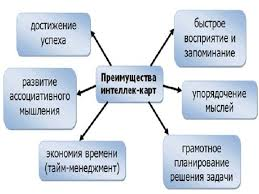 достижение
успеха
быстрое
восприятие и
запоминание
Преимущества
интеллек-карт
развитие
ассоциативного
мышления
упорядочение
мыслей
экономия времени
(тайм-менеджмент)
грамотное
планирование
решения задачи